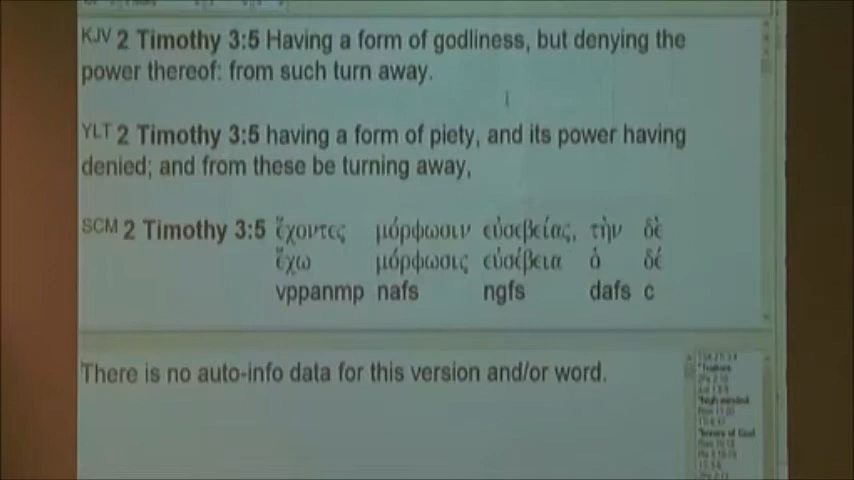 KJV 2 Timothy 3:5 Having a form of godliness, but denying the
power thereof: from such turn away.
YLT 2 Timothy 3:5 having a form of piety, and its power having
denied; and from these be turning away,
SCM 2 Timothy 3:5 ἔχοντες μόρφωσιν εὐσεβείας, τὴν δὲ
ἔχω μόρφωσις εὐσέβεια ὁ δέ
vppanmp nafs ngfs dafs c
There is no auto-info data for this version and/or word.